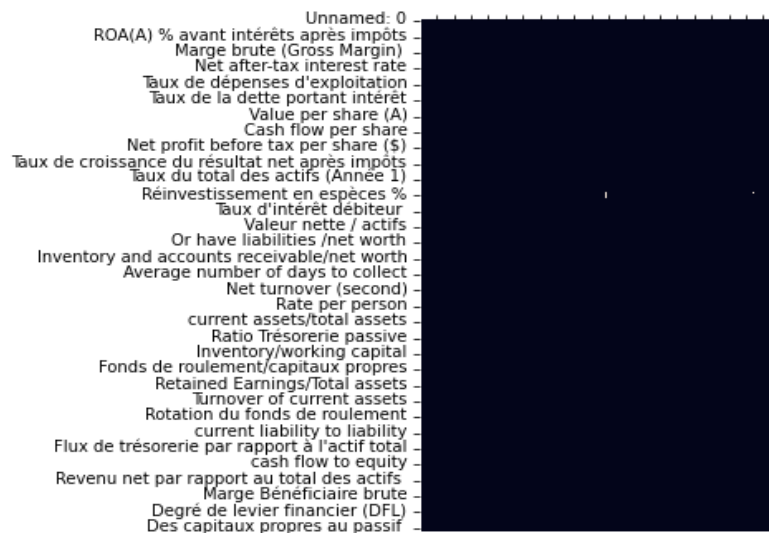 Unnamed: 0
ROA(A) % avant intérêts après impôts
Marge brute (Gross Margin)
Net after-tax interest rate
Taux de dépenses d'exploitation
Taux de la dette portant intérêt
Value per share (A)
Cash flow per share
Net profit before tax per share ($)
Taux de croissance du résultat net après impôts
Taux du total des actifs (Année 1)
Réinvestissement en espèces %
Taux d'intérêt débiteur
Valeur nette / actifs
Or have liabilities /net worth
Inventory and accounts receivable/net worth
Average number of days to collect
Net turnover (second)
Rate per person
current assets/total assets
Ratio Trésorerie passive
Inventory/working capital
Fonds de roulement/capitaux propres
Retained Earnings/Total assets
Turnover of current assets
Rotation du fonds de roulement
current liability to liability
Flux de trésorerie par rapport à l'actif total
cash flow to equity
Revenu net par rapport au total des actifs
Marge Bénéficiaire brute
Degré de levier financier (DFL)
Des capitaux propres au passif